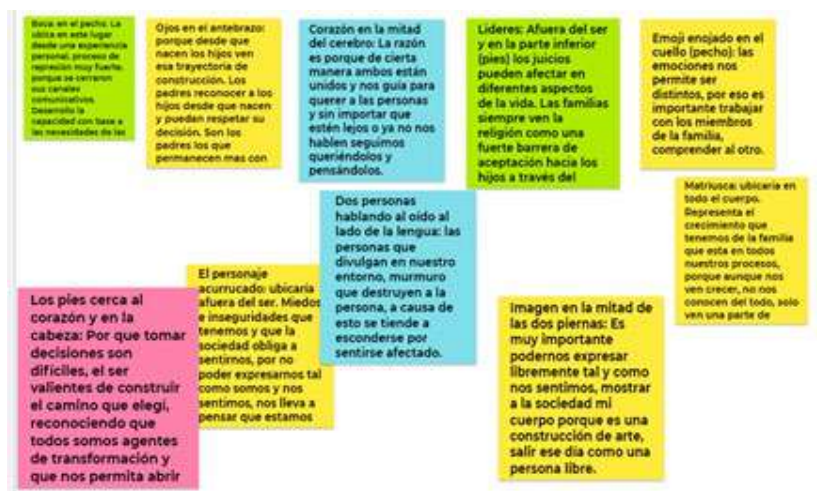 Boca: en el pecho. La
ubica en este lugar
desde una experiencia
personal, proceso de
represion muy fuerte,
porque se cerraron
sus canales
comunicativos.
Desarrolla la
capacidad con base a
las necesidades de las
Ojos en el antebrazo:
porque desde que
nacen los hijos ven
esa trayectoria de
construcción. Los
padres reconocer a los
hijos desde que nacen
y puedan respetar su
decisión. Son los
padres los que
permanecen mas con
Corazón en la mitad
del cerebro: La razón
es porque de cierta
manera ambos están
unidos y nos guía para
querer a las personas
y sin importar que
estén lejos o ya no nos
hablen seguimos
queriéndolos y
pensándolos.
Lideres: Afuera del ser
y en la parte inferior
(pies) los juicios
pueden afectar en
diferentes aspectos
de la vida. Las familias
siempre ven la
religión como una
fuerte barrera de
aceptación hacia los
hijos a través del
Emoji enojado en el
cuello (pecho): las
emociones nos
permite ser
distintos, por eso es
importante trabajar
con los miembros
de la familia,
comprender al otro.
Matriusca: ubicaria en
todo el cuerpo.
Representa el
crecimiento que
tenemos de la familia
que esta en todos
nuestros procesos,
porque aunque nos
ven crecer, no nos
conocen del todo, solo
ven una parte de
Dos personas
hablando al oído al
lado de la lengua: las
personas que
divulgan en nuestro
entorno, murmuro
que destruyen a la
persona, a causa de
esto se tiende a
esconderse por
sentirse afectado.
El personaje
acurrucado: ubicaría
afuera del ser. Miedos
e inseguridades que
tenemos y que la
sociedad obliga a
sentirnos, por no
poder expresarnos tal
como somos y nos
sentimos, nos lleva a
pensar que estamos
Los pies cerca al
corazón y en la
cabeza: Por que tomar
decisiones son
difíciles, el ser
valientes de construir
el camino que elegí,
reconociendo que
todos somos agentes
de transformación y
que nos permita abrir
Imagen en la mitad de
las dos piernas: Es
muy importante
podernos expresar
libremente tal y como
nos sentimos, mostrar
a la sociedad mi
cuerpo porque es una
construcción de arte,
salir ese día como una
persona libre.